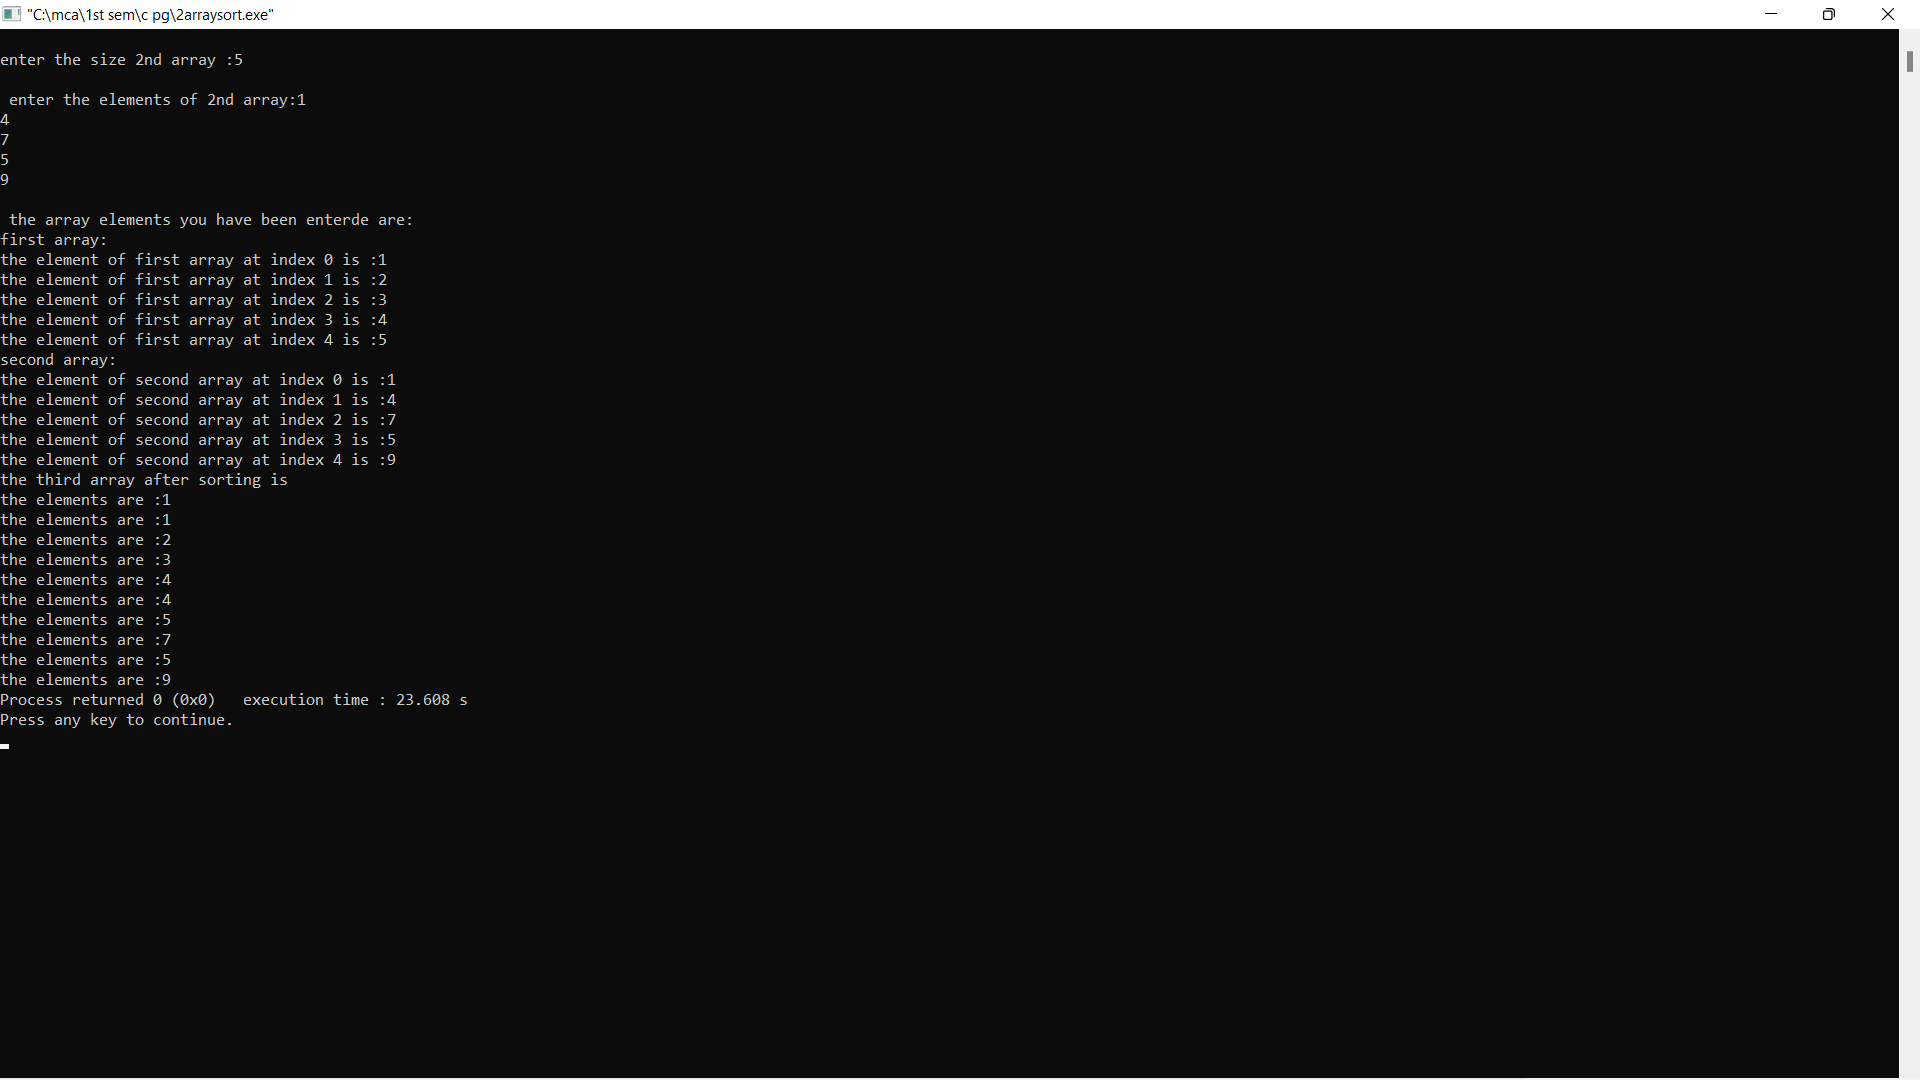 "C:\mca\1st sem\c pg\2arraysort.exe"
enter the size 2nd array :5
enter the elements of 2nd array:1
4
7
5
9
the array elements you have been enterde are:
first array:
the element of first array at index 0 is :1
the element of first array at index 1 is :2
the element of first array at index 2 is :3
the element of first array at index 3 is :4
the element of first array at index 4 is :5
second array:
the element of second array at index 0 is :1
the element of second array at index 1 is :4
the element of second array at index 2 is :7
the element of second array at index 3 is :5
the element of second array at index 4 is :9
the third array after sorting is
the elements are :1
the elements are :1
the elements are :2
the elements are :3
the elements are :4
the elements are :4
the elements are :5
the elements are :7
the elements are :5
the elements are :9
Process returned 0 (0x0)   execution time : 23.608 s
Press any key to continue.